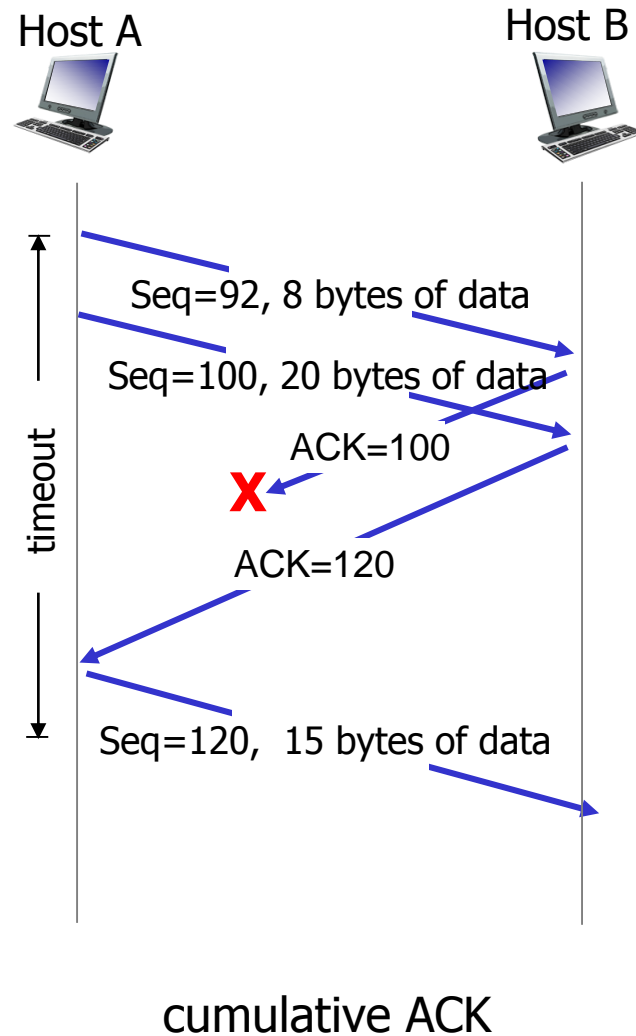 Host A
Host B
Seq=92, 8 bytes of data
Seq=100, 20 bytes of data
ACK=100
X
timeout
ACK=120
Seq=120, 15 bytes of data
cumulative ACK